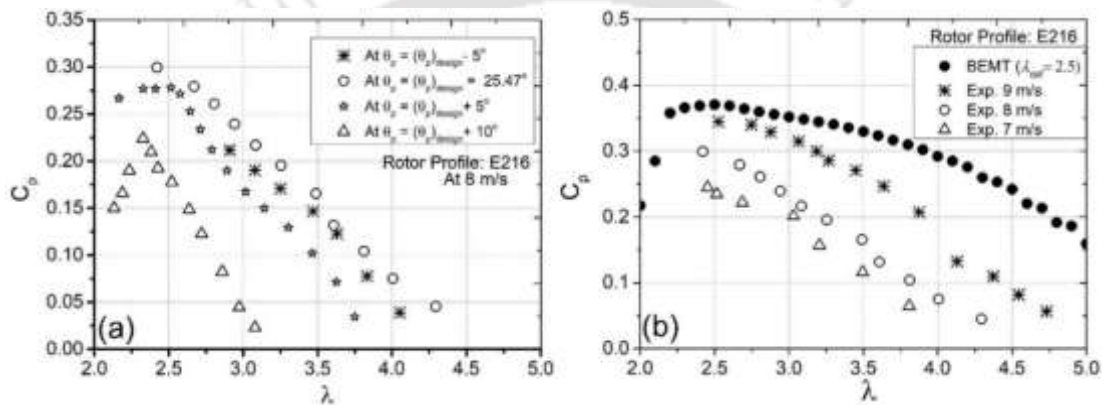 0.35
0.30
0.25
0.20
0.15
0.10
0.05
0.00
C_p
At θ_p = (θ_p)_design - 5°
At θ_p = (θ_p)_design = 25.47°
At θ_p = (θ_p)_design + 5°
At θ_p = (θ_p)_design + 10°
Rotor Profile: E216
At 8 m/s
(a)
2.0 2.5 3.0 3.5 4.0 4.5 5.0
λ
0.5
0.4
0.3
0.2
0.1
0.0
C_p
Rotor Profile: E216
BEMT (λ = 2.5)
Exp. 9 m/s
Exp. 8 m/s
Exp. 7 m/s
(b)
2.0 2.5 3.0 3.5 4.0 4.5 5.0
λ